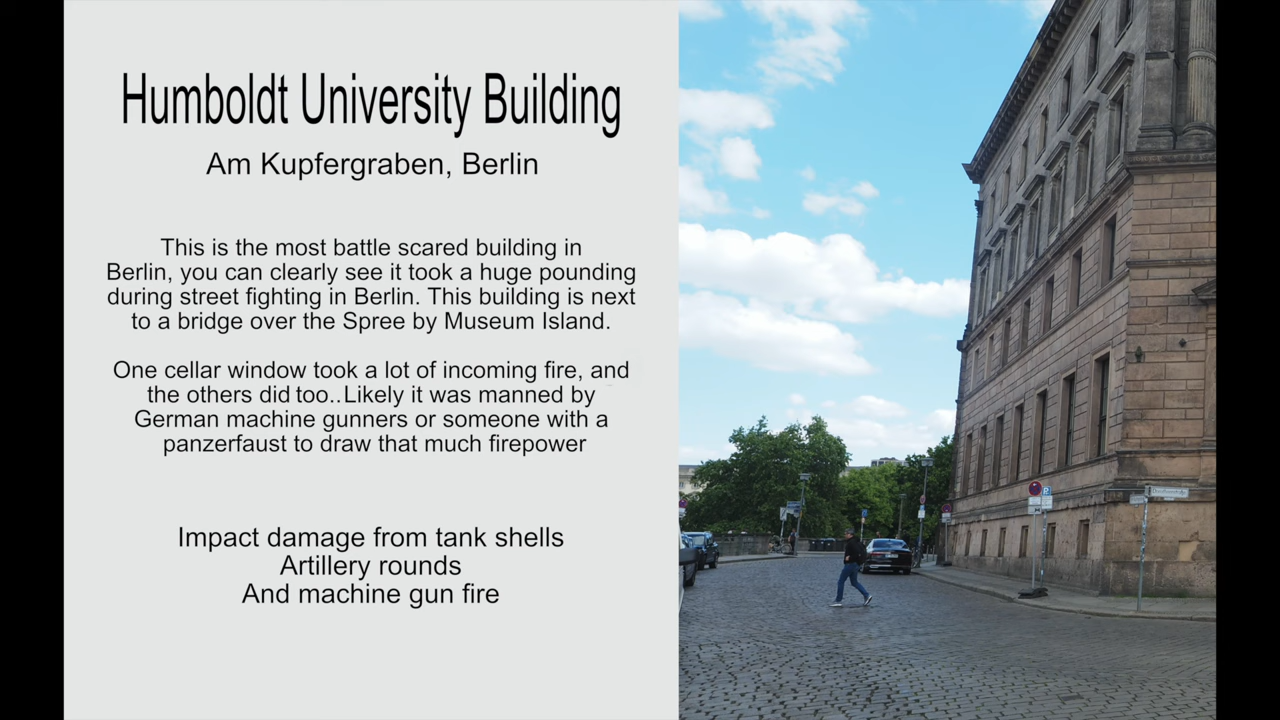 Humboldt University Building
Am Kupfergraben, Berlin
This is the most battle scared building in
Berlin, you can clearly see it took a huge pounding
during street fighting in Berlin. This building is next
to a bridge over the Spree by Museum Island.
One cellar window took a lot of incoming fire, and
the others did too..Likely it was manned by
German machine gunners or someone with a
panzerfaust to draw that much firepower
Impact damage from tank shells
Artillery rounds
And machine gun fire